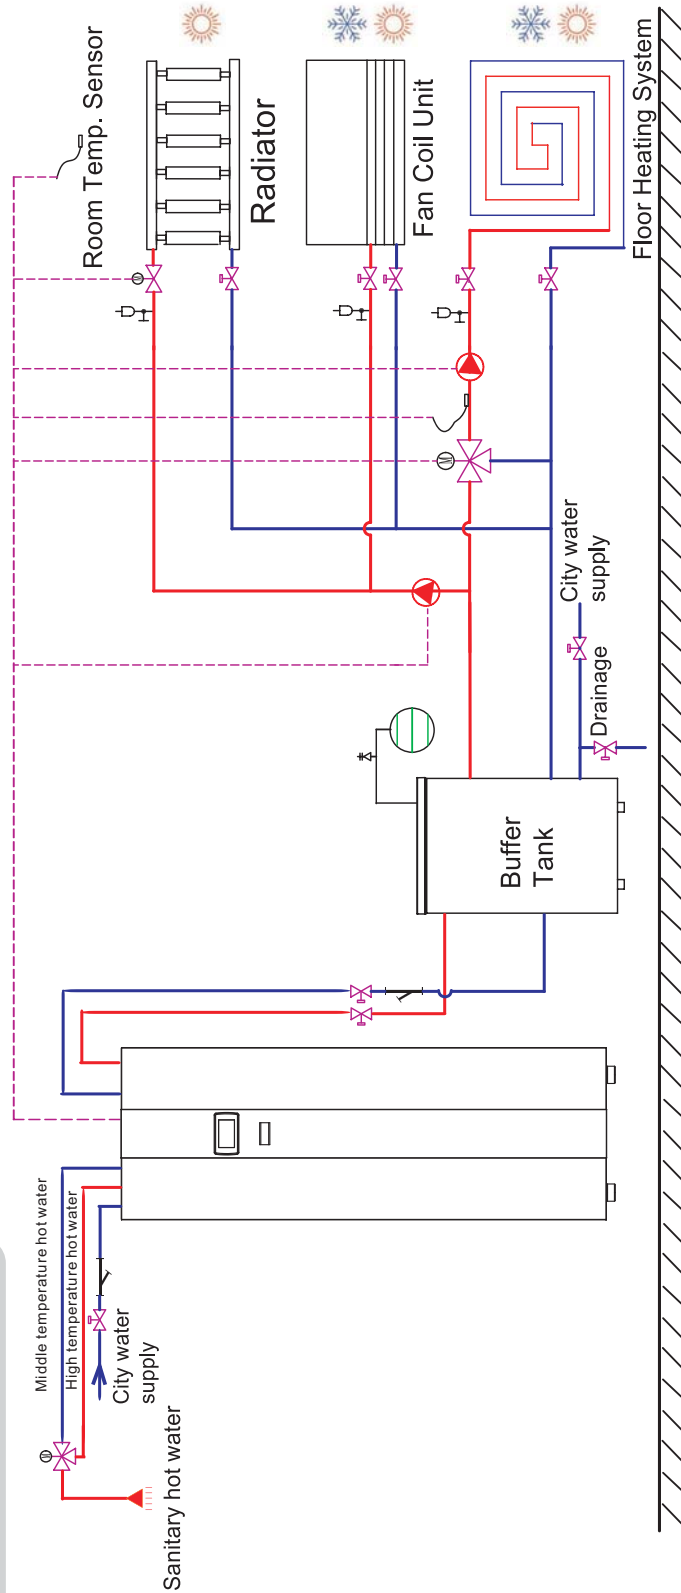 Middle temperature hot water
High temperature hot water
City water
supply
Sanitary hot water
Buffer
Tank
Drainage
City water
supply
Room Temp. Sensor
Radiator
Fan Coil Unit
Floor Heating System